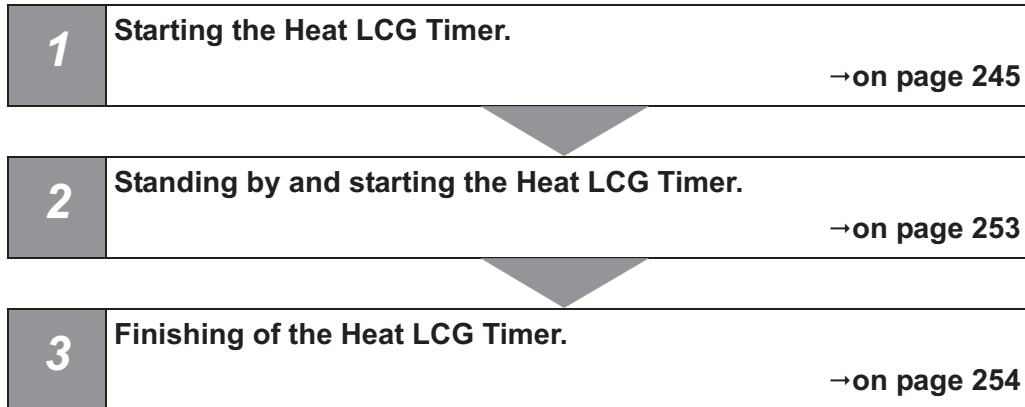 1
Starting the Heat LCG Timer.
→on page 245
2
Standing by and starting the Heat LCG Timer.
→on page 253
3
Finishing of the Heat LCG Timer.
→on page 254